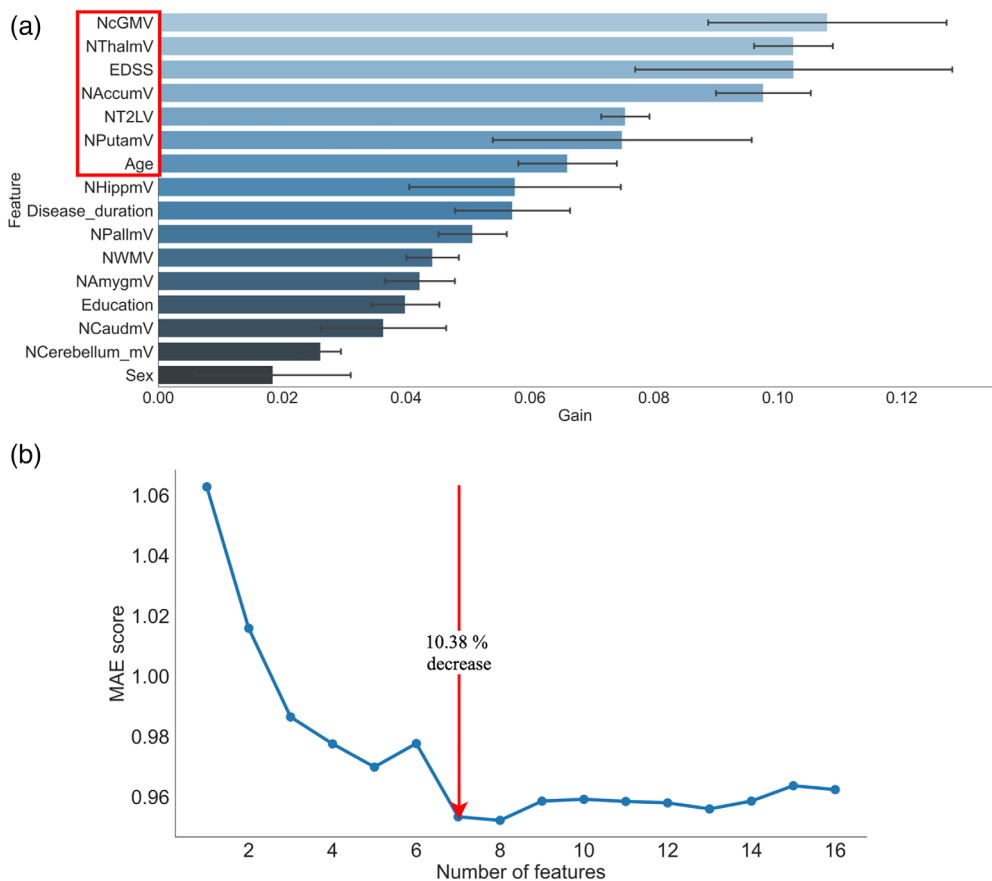 (a)
NcGMV
NThalmV
EDSS
NAccumV
NT2LV
NPutamV
Age
NHippmV
Disease_duration
NPallmV
NWMV
NAmygmV
Education
NCaudmV
NCerebellum_mV
Sex
Feature
0.00 0.02 0.04 0.06 0.08 0.10 0.12
Gain
(b)
1.06
1.04
1.02
1.00
0.98
0.96
MAE score
10.38 %
decrease
2 4 6 8 10 12 14 16
Number of features